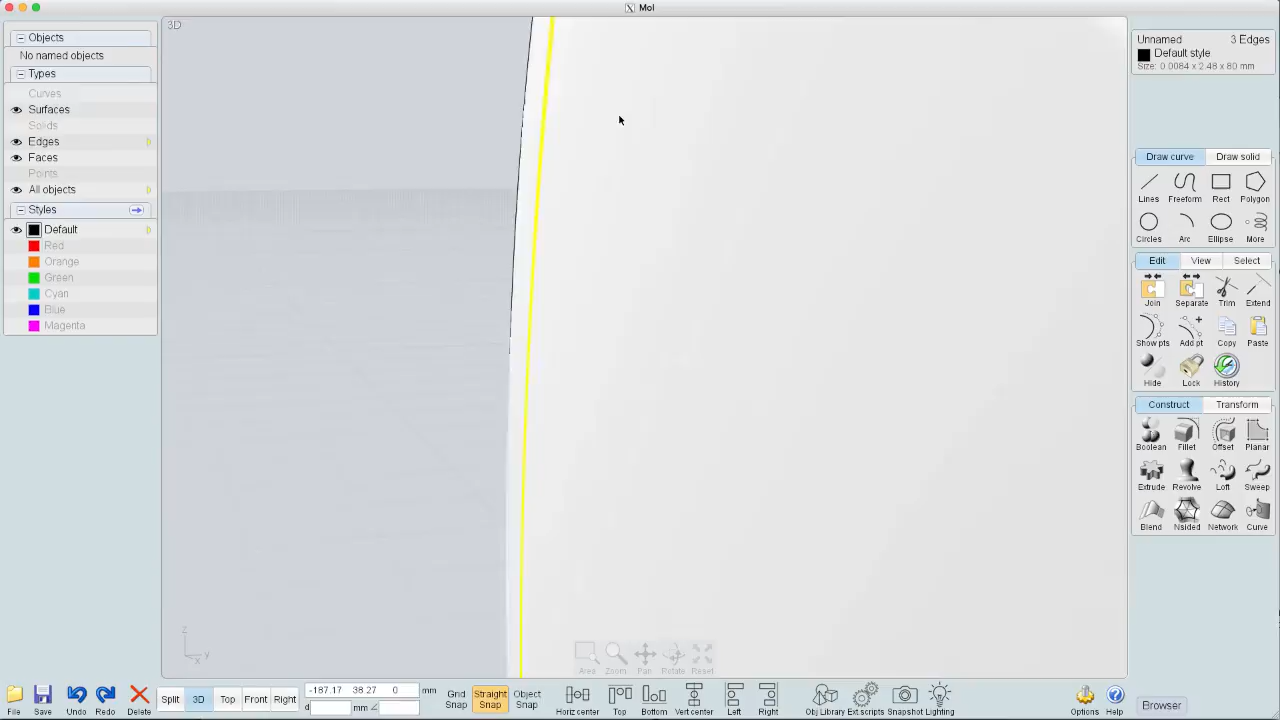 MoI
Objects
No named objects
Types
Curves
Surfaces
Solids
Edges
Faces
Points
All objects
Styles
Default
Red
Orange
Green
Cyan
Blue
Magenta
3D
z
y
x
Area Zoom Pan Rotate Reset
Unnamed 3 Edges
Default style
Size: 0.0084 x 2.48 x 80 mm
Draw curve Draw solid
Lines Freeform Rect Polygon
Circles Arc Ellipse More
Edit View Select
Join Separate Trim Extend
Show pts Add pt Copy Paste
Hide Lock History
Construct Transform
Boolean Fillet Offset Planar
Extrude Revolve Loft Sweep
Blend Nsided Network Curve
File Save Undo Redo Delete
Split 3D Top Front Right
-187.17 38.27 0 mm
d mm
Grid Snap
Straight Snap
Object Snap
Horiz center Top Bottom Vert center Left Right
Obj Library Ext scripts Snapshot Lighting
Options Help
Browser